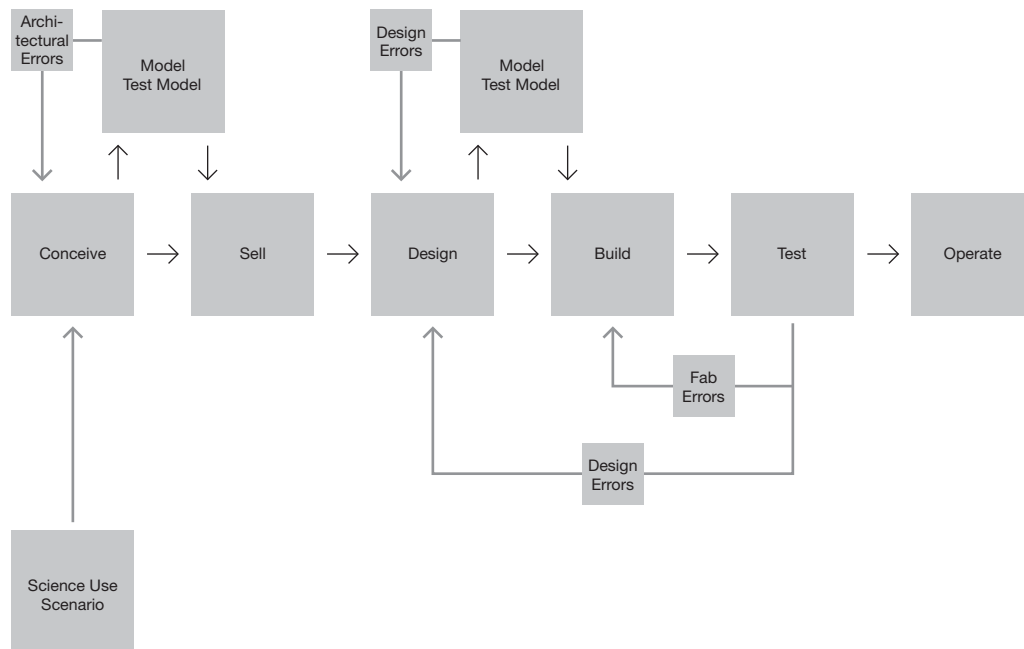 Archi-
tectural
Errors
Model
Test Model
Design
Errors
Model
Test Model
Conceive
Sell
Design
Build
Test
Operate
Fab
Errors
Design
Errors
Science Use
Scenario